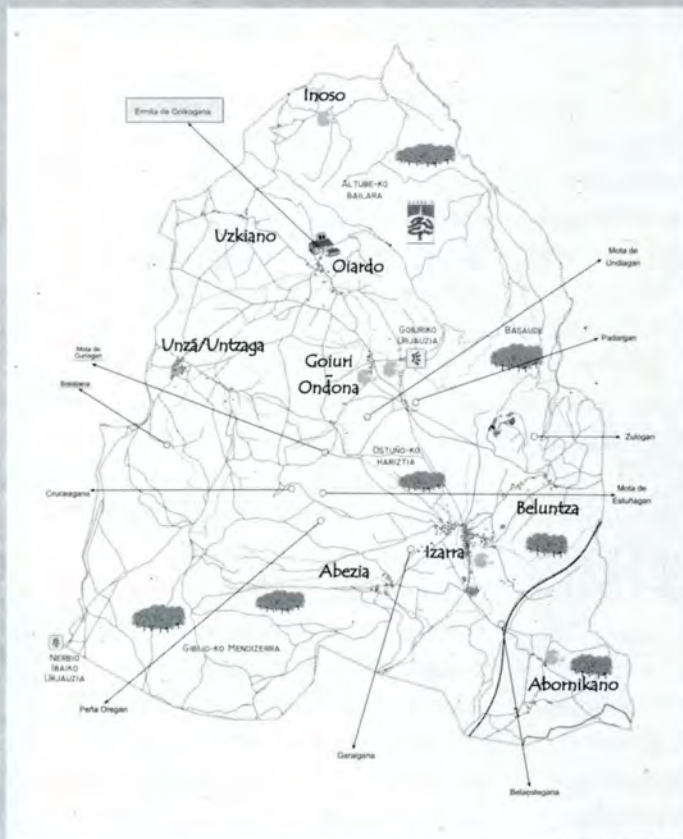 Inoso
Ermita de Goikogana
ALTUBE-KO
BAILARA
Uzkiano
Oiardo
Mota de
Undiagan
Unzá/Untzaga
GOIURIKO
URJAUZIA
BASAUDE
Padargan
Mota de
Goiuri
Ondona
OSTUÑO-KO
HARIZTIA
Zulogan
Cruceagana
Mota de
Estuñagan
Beluntza
Izarra
Abezia
GIBIJO-KO MENDIZERRA
NERBIO
IBAIKO
URJAUZIA
Abornikano
Peña Oregan
Garaigana
Belaostegana